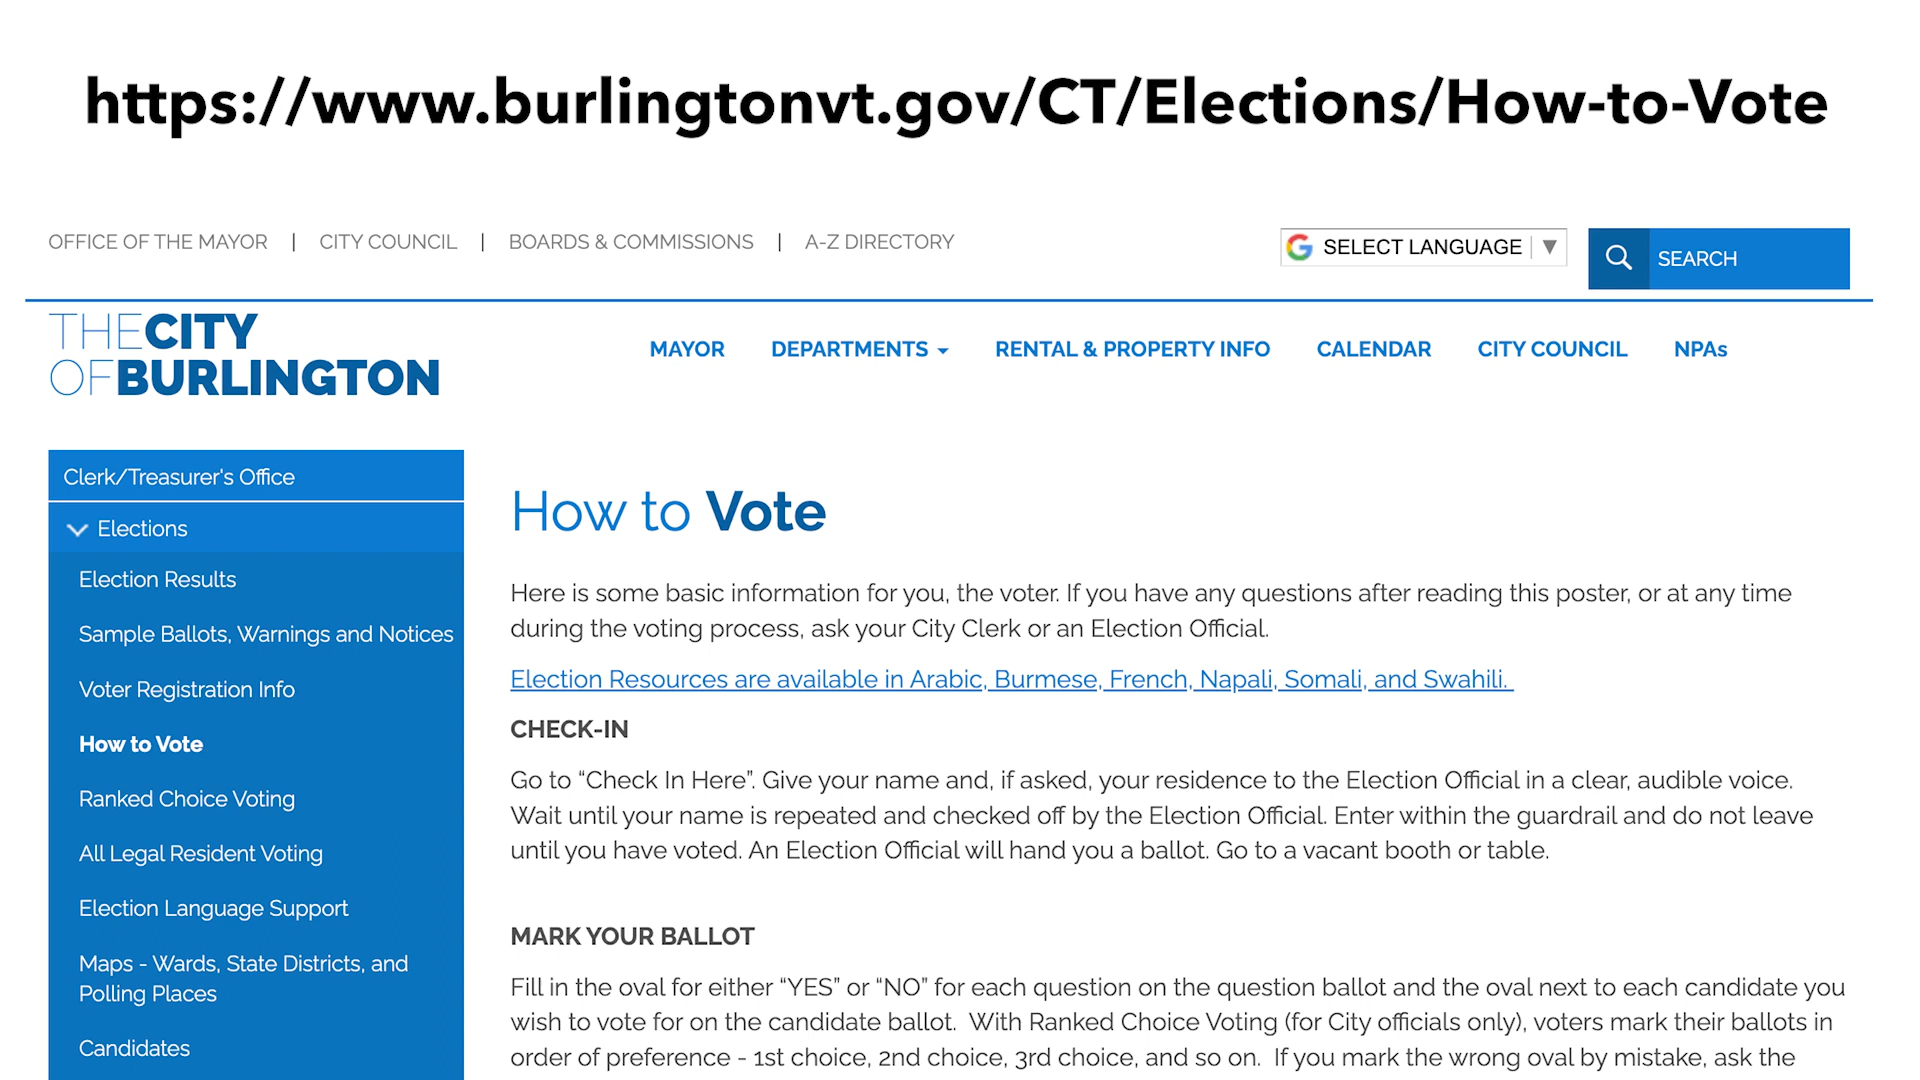 https://www.burlingtonvt.gov/CT/Elections/How-to-Vote
OFFICE OF THE MAYOR | CITY COUNCIL | BOARDS & COMMISSIONS | A-Z DIRECTORY
SELECT LANGUAGE ▼
SEARCH
THE CITY
OF BURLINGTON
MAYOR DEPARTMENTS RENTAL & PROPERTY INFO CALENDAR CITY COUNCIL NPAs
Clerk/Treasurer's Office
Elections
Election Results
Sample Ballots, Warnings and Notices
Voter Registration Info
How to Vote
Ranked Choice Voting
All Legal Resident Voting
Election Language Support
Maps - Wards, State Districts, and
Polling Places
Candidates
How to Vote
Here is some basic information for you, the voter. If you have any questions after reading this poster, or at any time
during the voting process, ask your City Clerk or an Election Official.
Election Resources are available in Arabic, Burmese, French, Napali, Somali, and Swahili.
CHECK-IN
Go to “Check In Here”. Give your name and, if asked, your residence to the Election Official in a clear, audible voice.
Wait until your name is repeated and checked off by the Election Official. Enter within the guardrail and do not leave
until you have voted. An Election Official will hand you a ballot. Go to a vacant booth or table.
MARK YOUR BALLOT
Fill in the oval for either “YES” or “NO” for each question on the question ballot and the oval next to each candidate you
wish to vote for on the candidate ballot. With Ranked Choice Voting (for City officials only), voters mark their ballots in
order of preference - 1st choice, 2nd choice, 3rd choice, and so on. If you mark the wrong oval by mistake, ask the